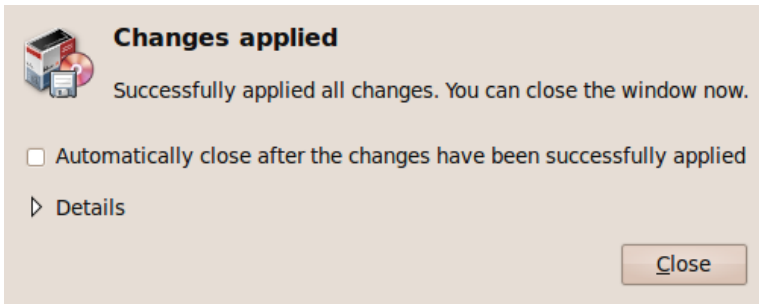 Changes applied
Successfully applied all changes. You can close the window now.
Automatically close after the changes have been successfully applied
Details
Close